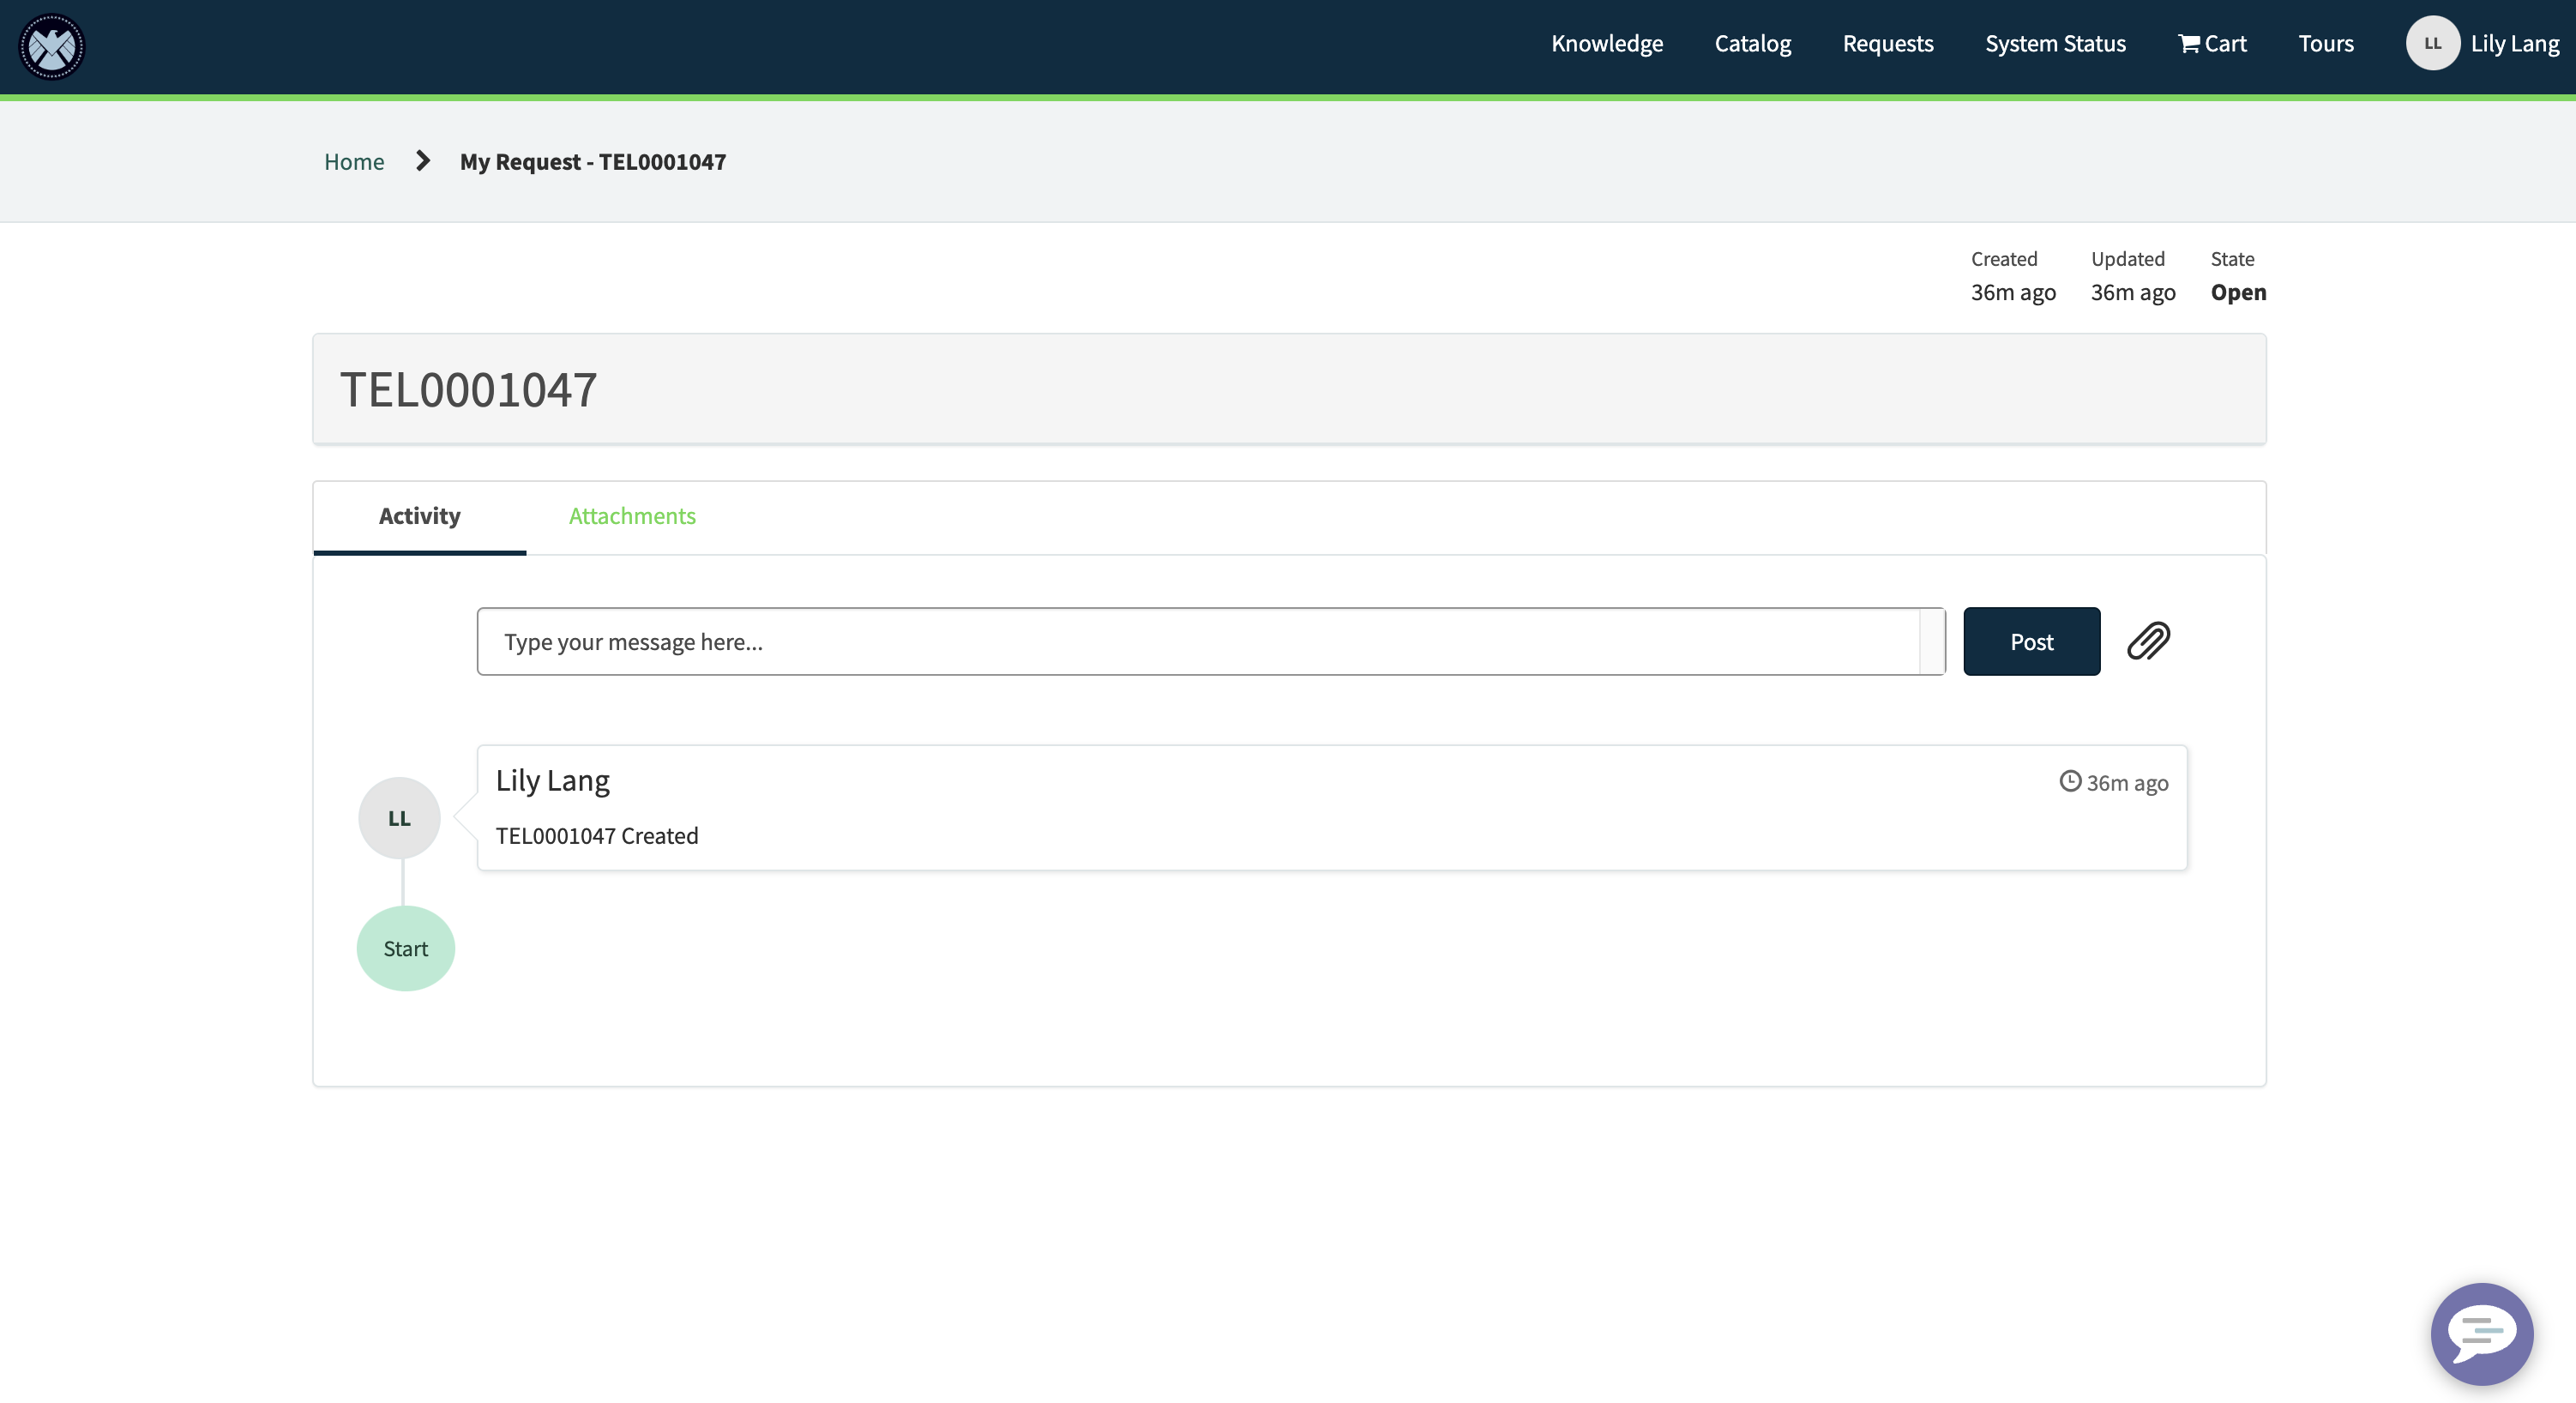 Knowledge Catalog Requests System Status Cart Tours LL Lily Lang
Home My Request - TEL0001047
Created Updated State
36m ago 36m ago Open
TEL0001047
Activity Attachments
Type your message here... Post
Lily Lang 36m ago
LL
TEL0001047 Created
Start